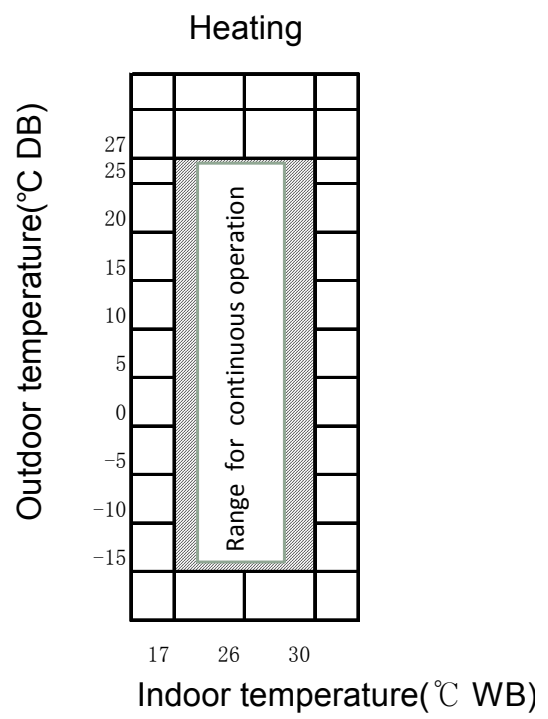 Heating
Outdoor temperature(°C DB)
27
25
20
15
10
5
0
-5
-10
-15
Range for continuous operation
17 26 30
Indoor temperature(℃ WB)